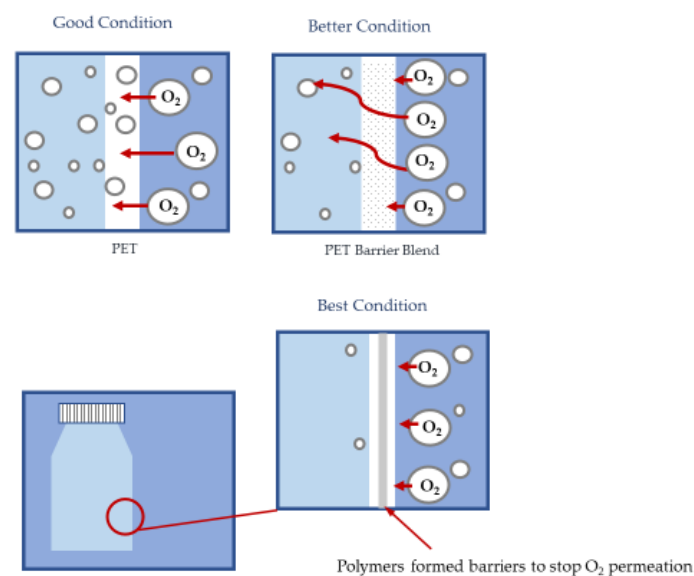 Good Condition
Better Condition
O₂
O₂
O₂
O₂
O₂
O₂
O₂
PET
PET Barrier Blend
Best Condition
O₂
O₂
O₂
Polymers formed barriers to stop O₂ permeation